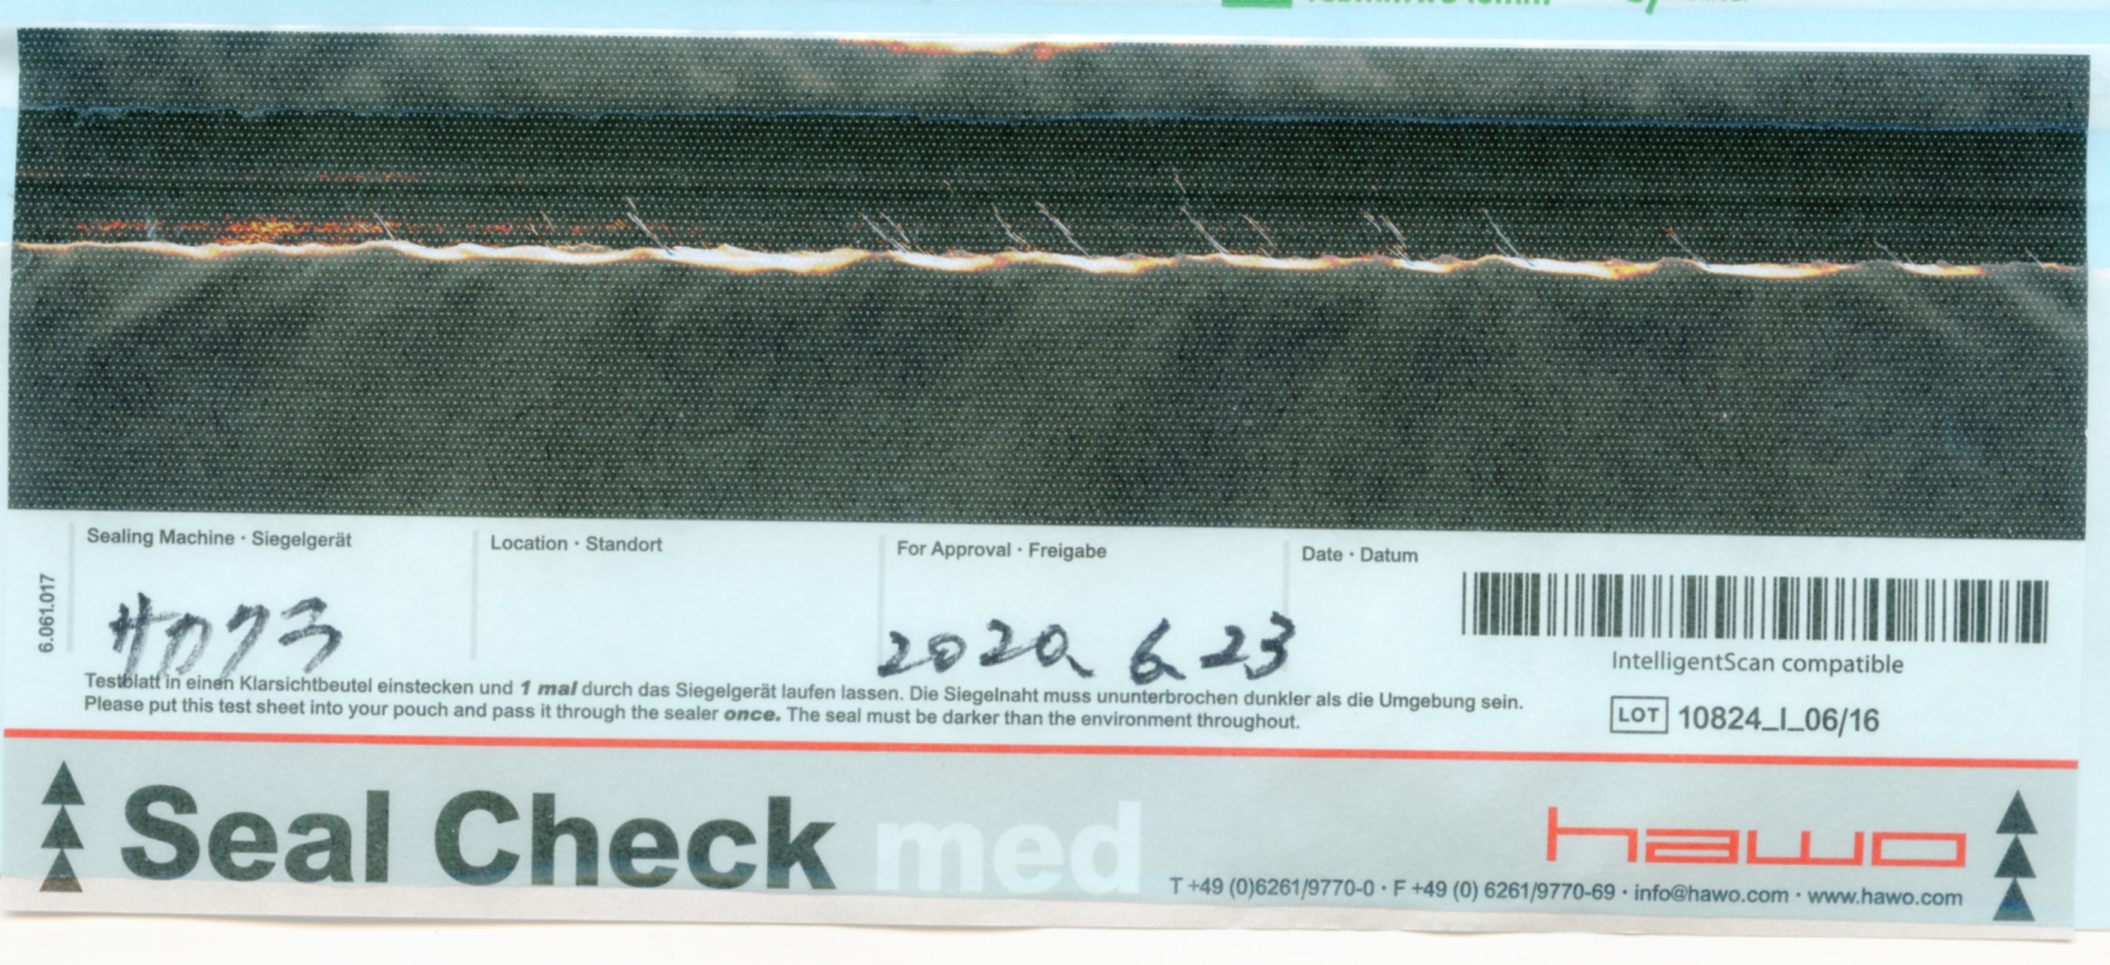 Sealing Machine · Siegelgerät
Location · Standort
For Approval · Freigabe
Date · Datum
6.061.017
サカクラ
2020. 6. 23
IntelligentScan compatible
Testblatt in einen Klarsichtbeutel einstecken und 1 mal durch das Siegelgerät laufen lassen. Die Siegelnaht muss ununterbrochen dunkler als die Umgebung sein.
Please put this test sheet into your pouch and pass it through the sealer once. The seal must be darker than the environment throughout.
LOT 10824_I_06/16
Seal Check med
hawo
T +49 (0)6261/9770-0 · F +49 (0) 6261/9770-69 · info@hawo.com · www.hawo.com